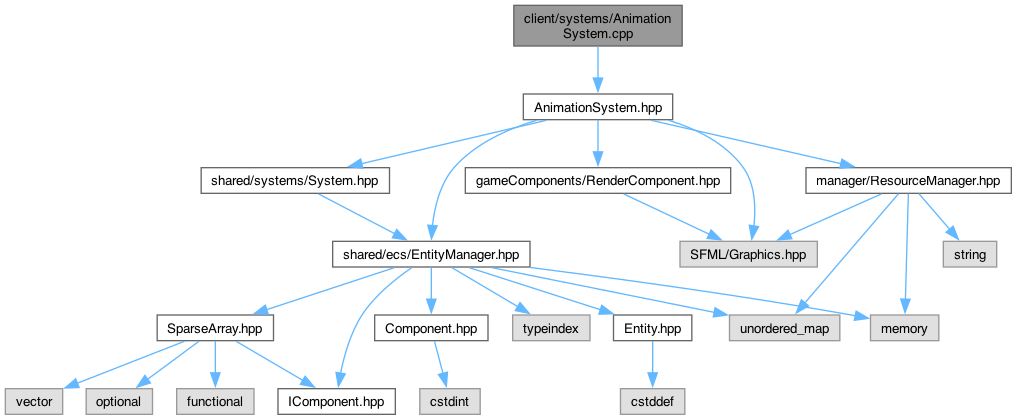 client/systems/Animation
System.cpp
AnimationSystem.hpp
shared/systems/System.hpp
gameComponents/RenderComponent.hpp
manager/ResourceManager.hpp
shared/ecs/EntityManager.hpp
SFML/Graphics.hpp
string
SparseArray.hpp
Component.hpp
typeindex
Entity.hpp
unordered_map
memory
vector
optional
functional
IComponent.hpp
cstdint
cstddef